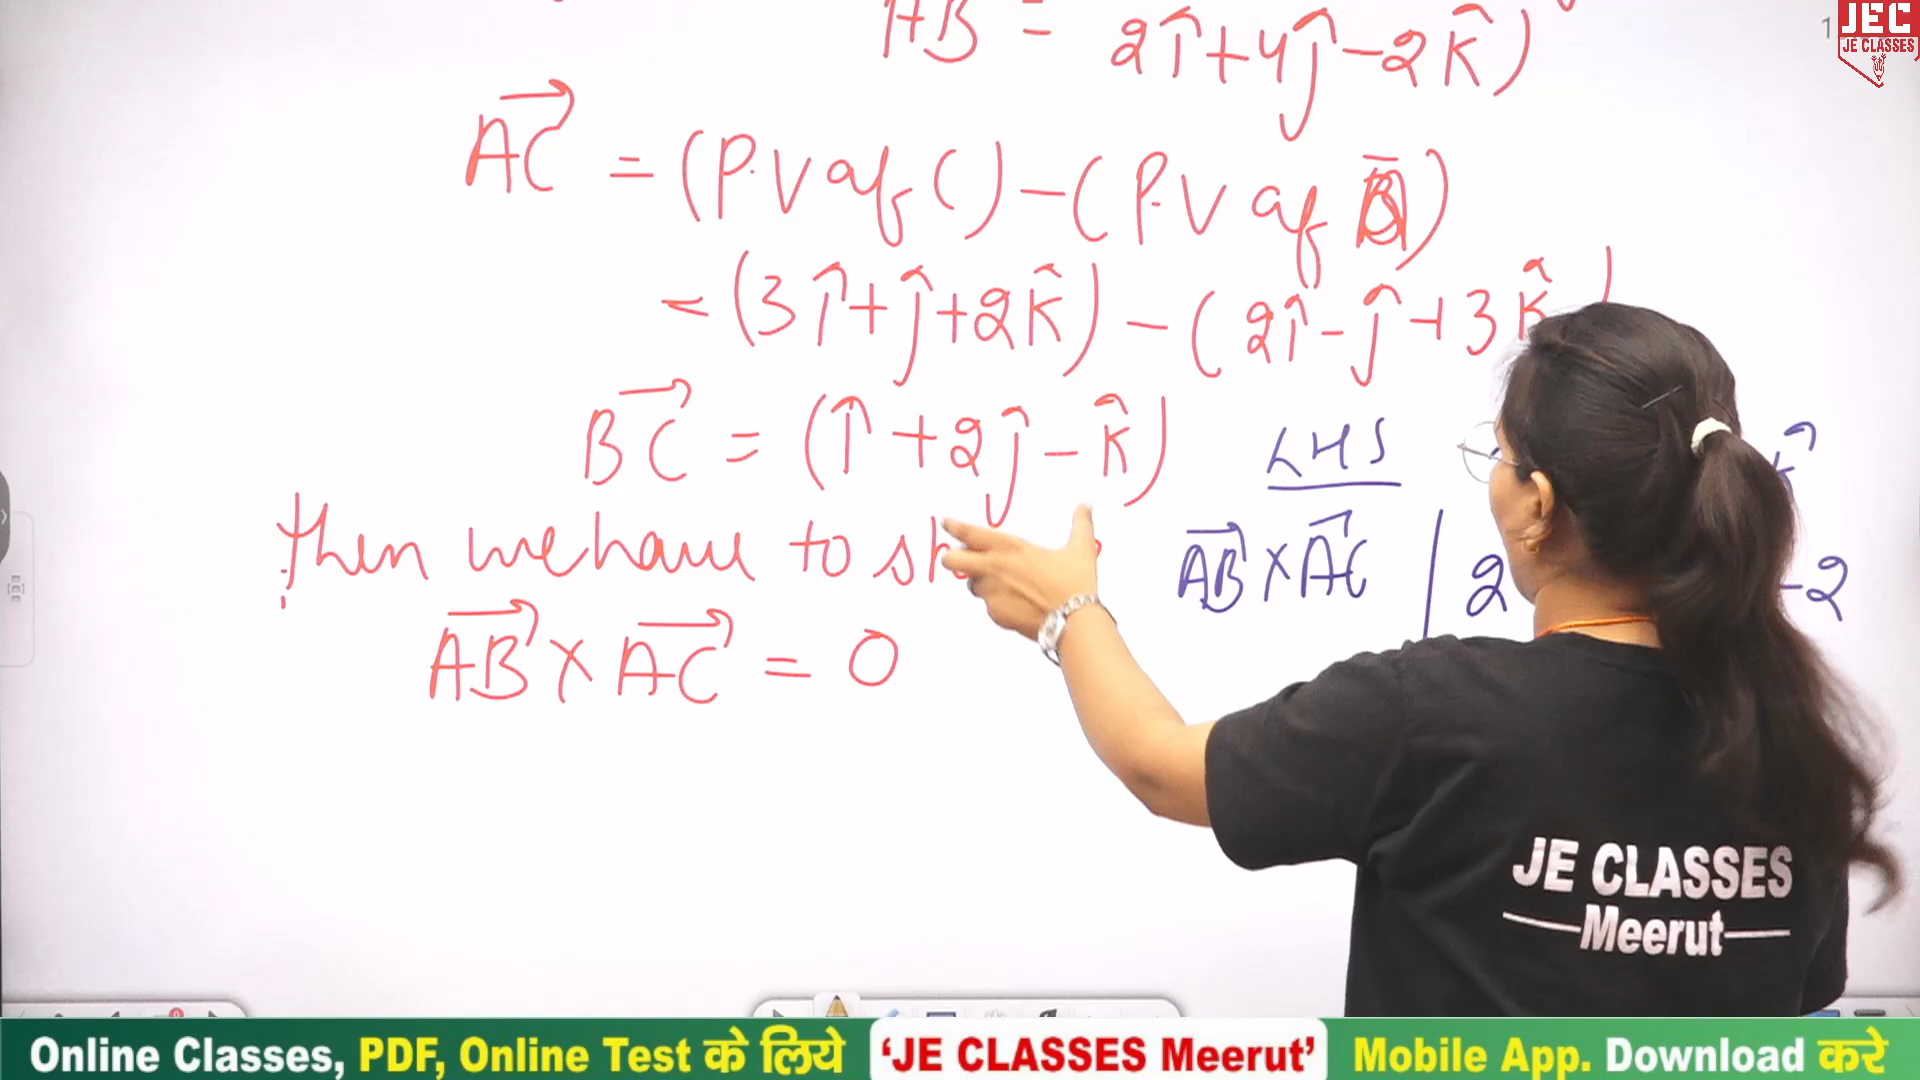 JEC
JE CLASSES
AB = 2î+4ĵ-2k̂)
AC = (P.V of C) - (P.V of A)
= (3î+ĵ+2k̂) - (2î-ĵ+3k̂)
BC = (î+2ĵ-k̂)
then we have to
AB × AC = 0
LHS
AB × AC | 2 -2
JE CLASSES
Meerut
Online Classes, PDF, Online Test के लिये 'JE CLASSES Meerut' Mobile App. Download करे